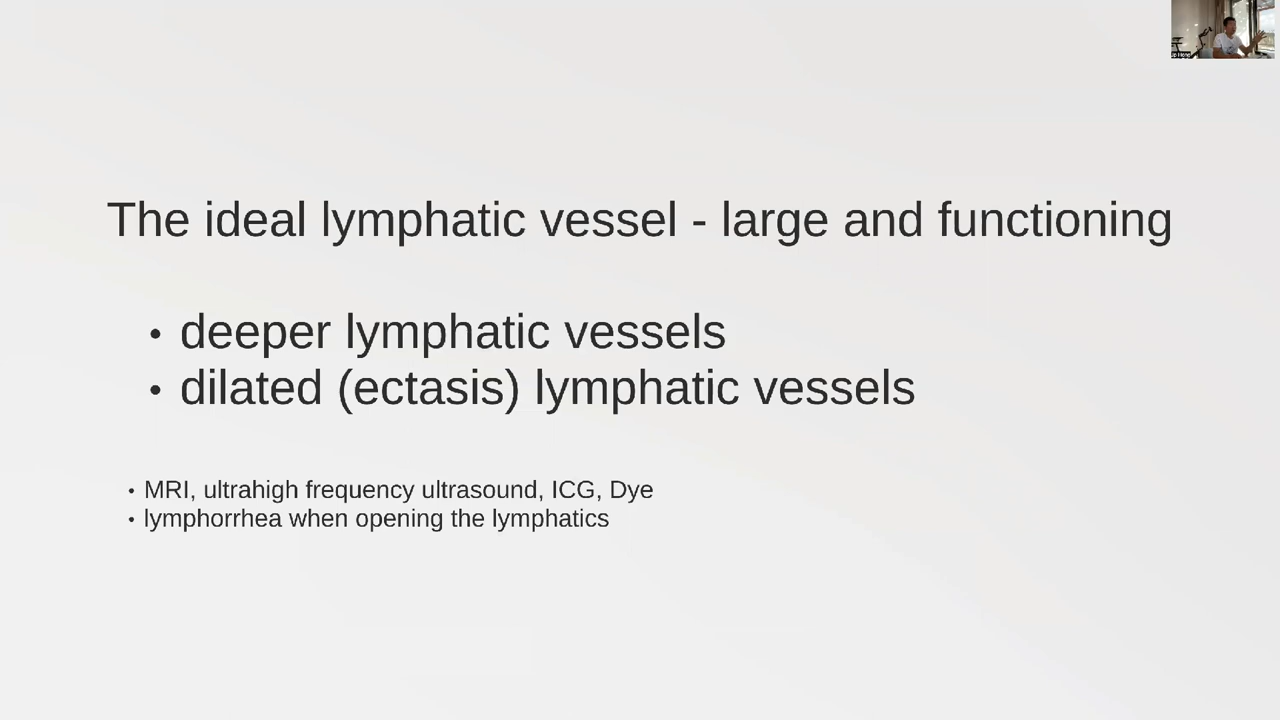 The ideal lymphatic vessel - large and functioning
• deeper lymphatic vessels
• dilated (ectasis) lymphatic vessels
• MRI, ultrahigh frequency ultrasound, ICG, Dye
• lymphorrhea when opening the lymphatics